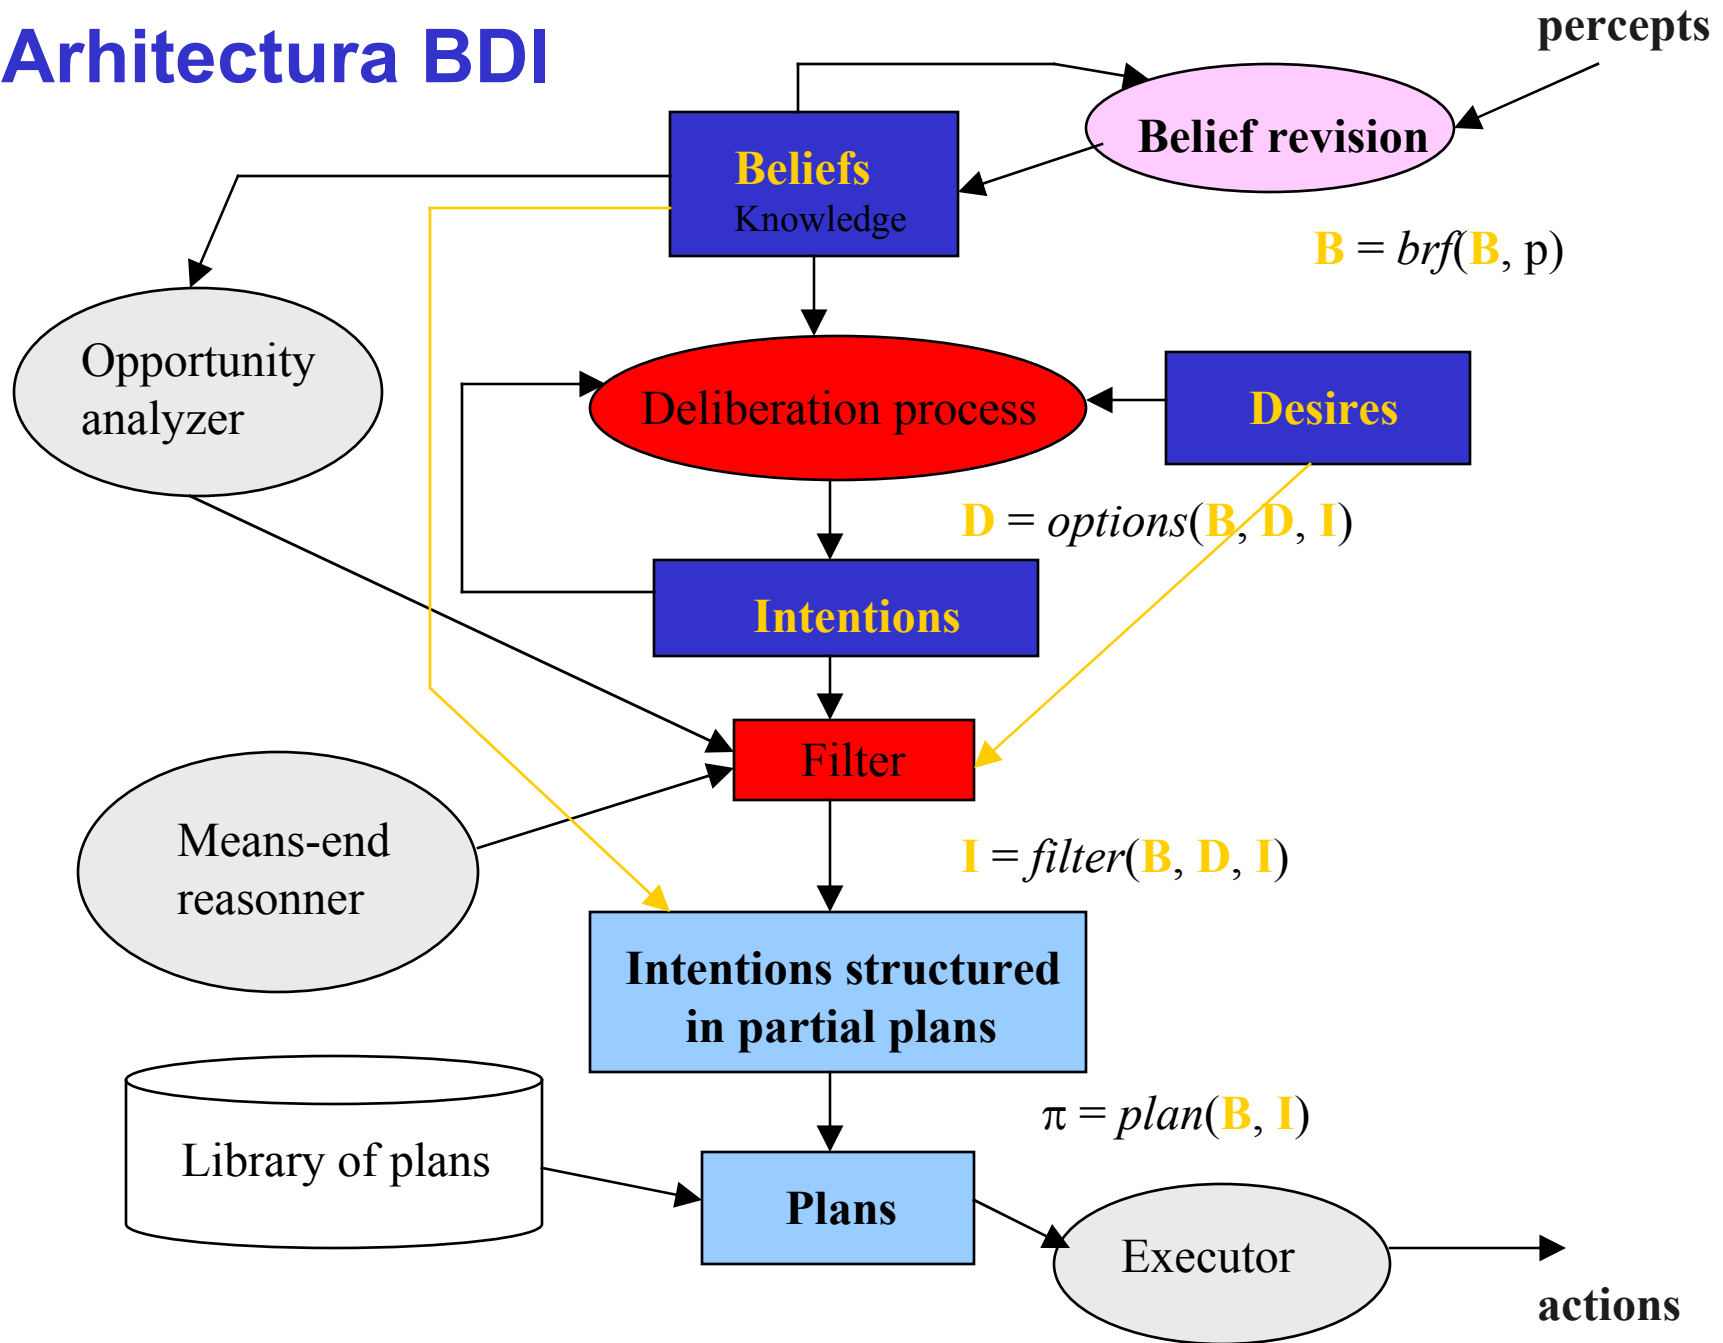 Arhitectura BDI
percepts
Belief revision
Beliefs
Knowledge
B = brf(B, p)
Opportunity
analyzer
Deliberation process
Desires
D = options(B, D, I)
Intentions
Filter
Means-end
reasonner
I = filter(B, D, I)
Intentions structured
in partial plans
Library of plans
π = plan(B, I)
Plans
Executor
actions